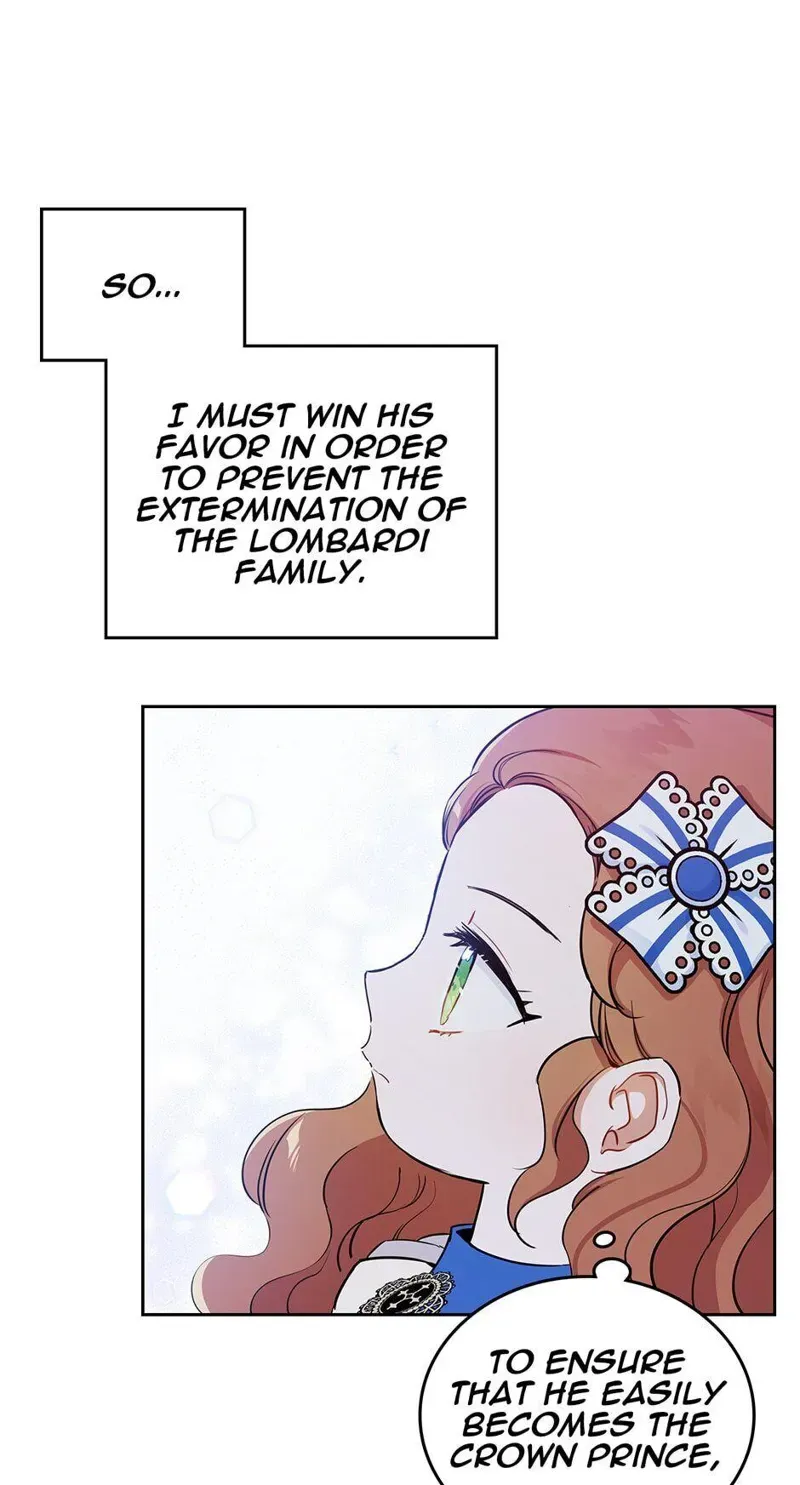 SO...
I MUST WIN HIS
FAVOR IN ORDER
TO PREVENT THE
EXTERMINATION OF
THE LOMBARDI
FAMILY.
TO ENSURE
THAT HE EASILY
BECOMES THE
CROWN PRINCE,